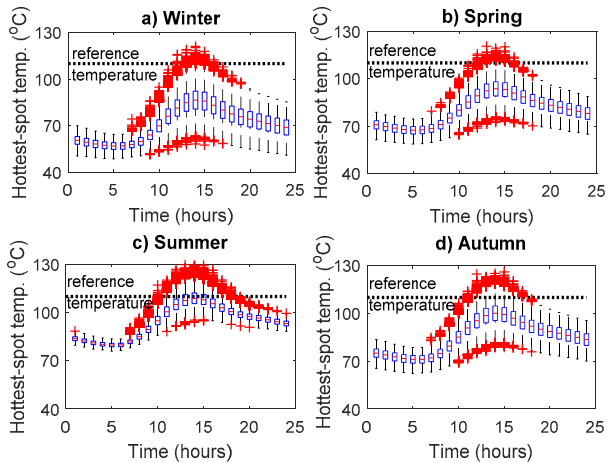 a) Winter
Hottest-spot temp. (°C)
130
100
70
40
reference
temperature
0 5 10 15 20 25
Time (hours)
b) Spring
Hottest-spot temp. (°C)
130
100
70
40
reference
temperature
0 5 10 15 20 25
Time (hours)
c) Summer
Hottest-spot temp. (°C)
130
100
70
40
reference
temperature
0 5 10 15 20 25
Time (hours)
d) Autumn
Hottest-spot temp. (°C)
130
100
70
40
reference
temperature
0 5 10 15 20 25
Time (hours)